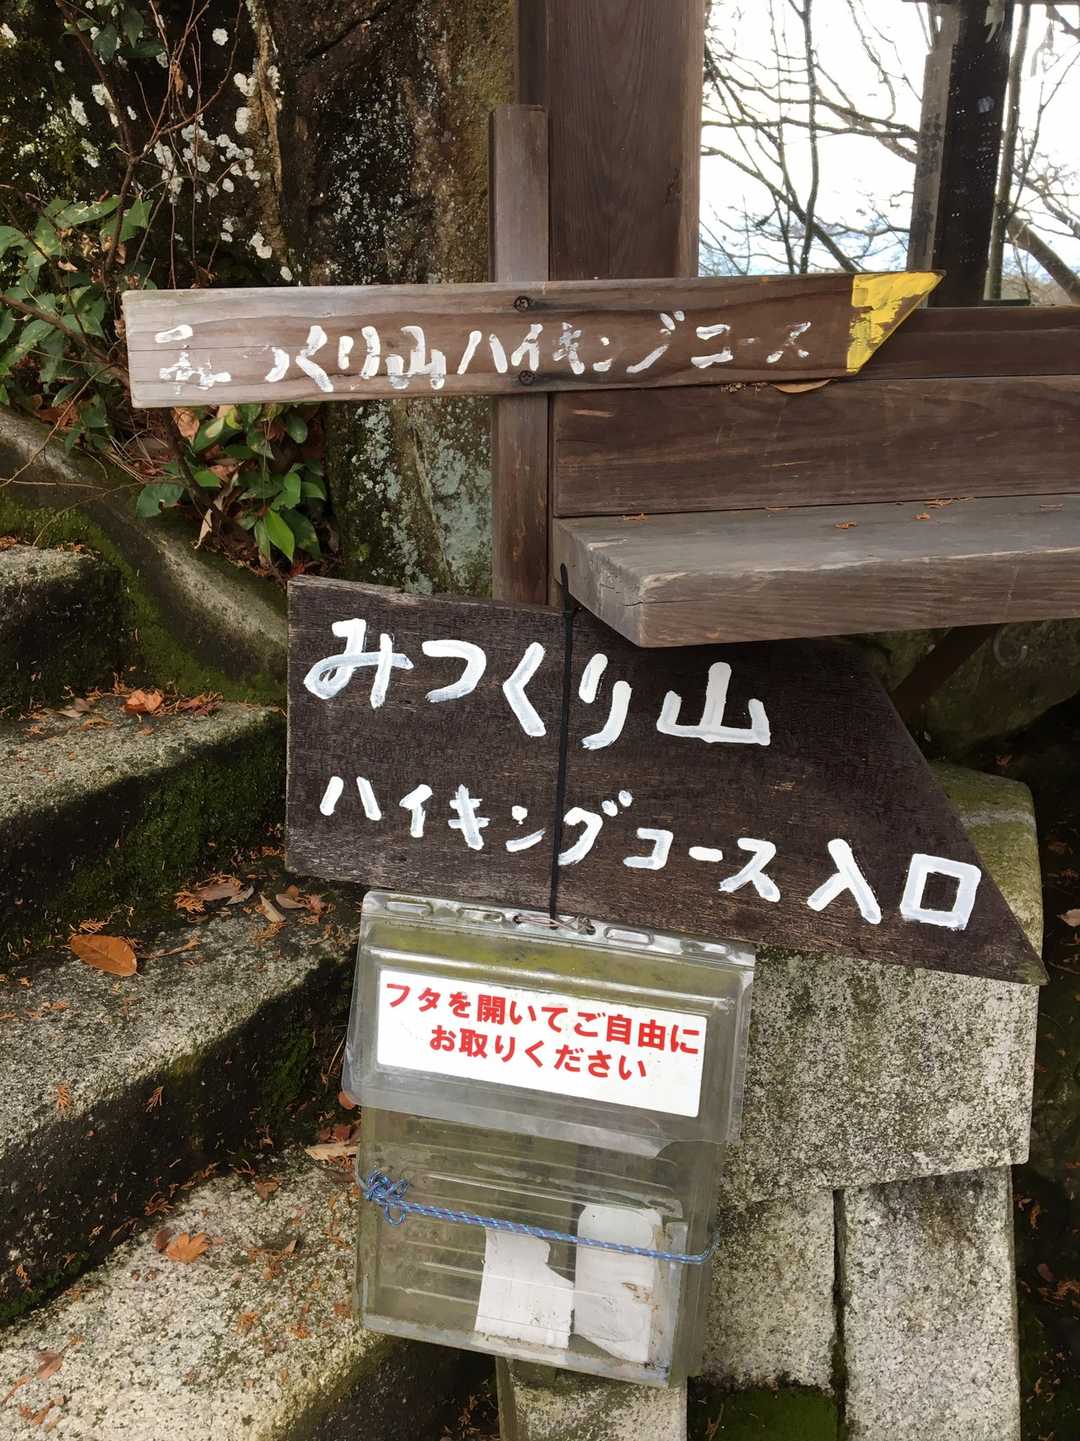 みつくり山ハイキングコース
みつくり山
ハイキングコース入口
フタを開いてご自由に
お取りください